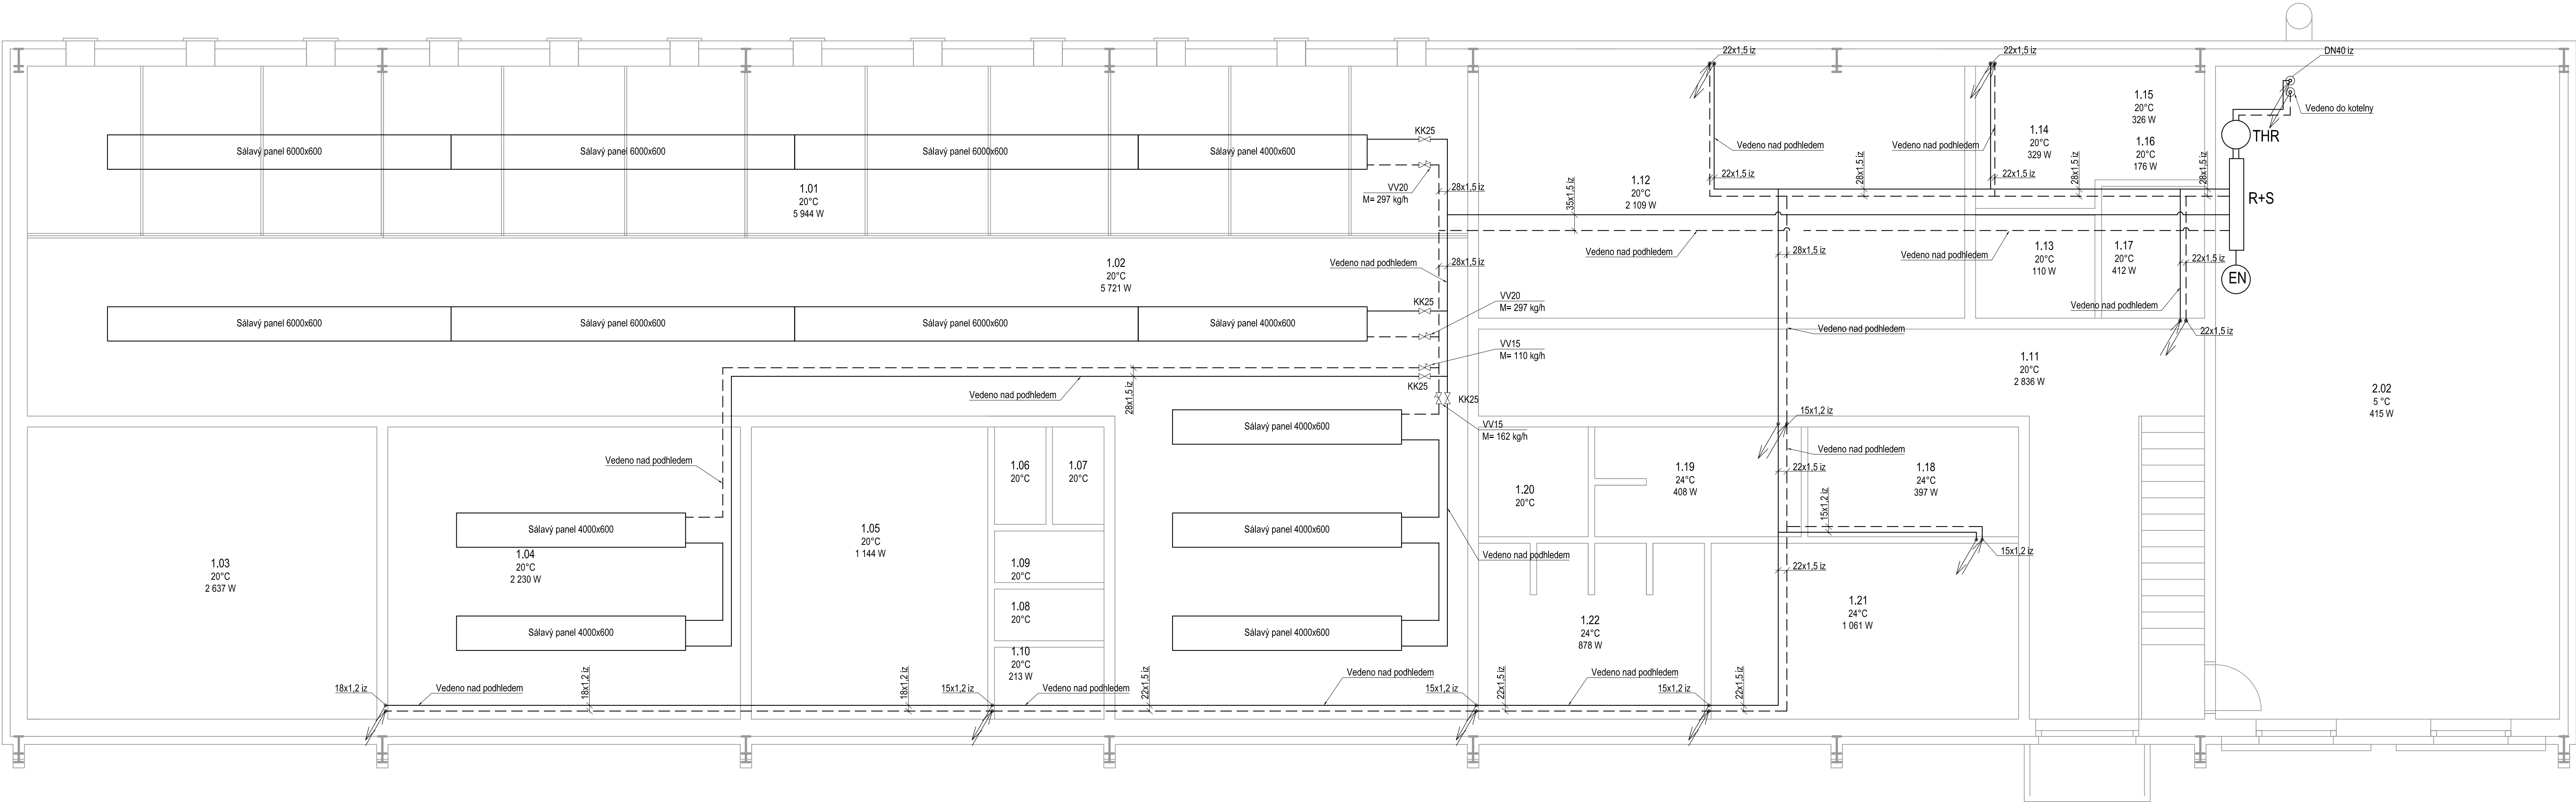 22x1,5 iz
22x1,5 iz
DN40 iz
Vedeno do kotelny
THR
R+S
EN
KK25
Sálavý panel 6000x600
Sálavý panel 6000x600
Sálavý panel 6000x600
Sálavý panel 4000x600
VV20
M= 297 kg/h
28x1,5 iz
1.01
20°C
5 944 W
Vedeno nad podhledem
Vedeno nad podhledem
22x1,5 iz
22x1,5 iz
28x1,5 iz
28x1,5 iz
28x1,5 iz
35x1,5 iz
1.12
20°C
2 109 W
1.14
20°C
329 W
1.15
20°C
326 W
1.16
20°C
176 W
1.02
20°C
5 721 W
Vedeno nad podhledem
28x1,5 iz
Vedeno nad podhledem
28x1,5 iz
Vedeno nad podhledem
1.13
20°C
110 W
1.17
20°C
412 W
22x1,5 iz
Vedeno nad podhledem
22x1,5 iz
Sálavý panel 6000x600
Sálavý panel 6000x600
Sálavý panel 6000x600
Sálavý panel 4000x600
KK25
VV20
M= 297 kg/h
VV15
M= 110 kg/h
KK25
KK25
VV15
M= 162 kg/h
Vedeno nad podhledem
28x1,5 iz
Vedeno nad podhledem
1.11
20°C
2 836 W
2.02
5 °C
415 W
15x1,2 iz
Vedeno nad podhledem
22x1,5 iz
Vedeno nad podhledem
Sálavý panel 4000x600
Sálavý panel 4000x600
Sálavý panel 4000x600
Sálavý panel 4000x600
Sálavý panel 4000x600
1.03
20°C
2 637 W
1.04
20°C
2 230 W
1.05
20°C
1 144 W
1.06
20°C
1.07
20°C
1.09
20°C
1.08
20°C
1.10
20°C
213 W
1.20
20°C
1.19
24°C
408 W
1.18
24°C
397 W
15x1,2 iz
15x1,2 iz
22x1,5 iz
Vedeno nad podhledem
1.22
24°C
878 W
1.21
24°C
1 061 W
18x1,2 iz
Vedeno nad podhledem
18x1,2 iz
18x1,2 iz
15x1,2 iz
Vedeno nad podhledem
22x1,5 iz
Vedeno nad podhledem
15x1,2 iz
22x1,5 iz
Vedeno nad podhledem
15x1,2 iz
22x1,5 iz